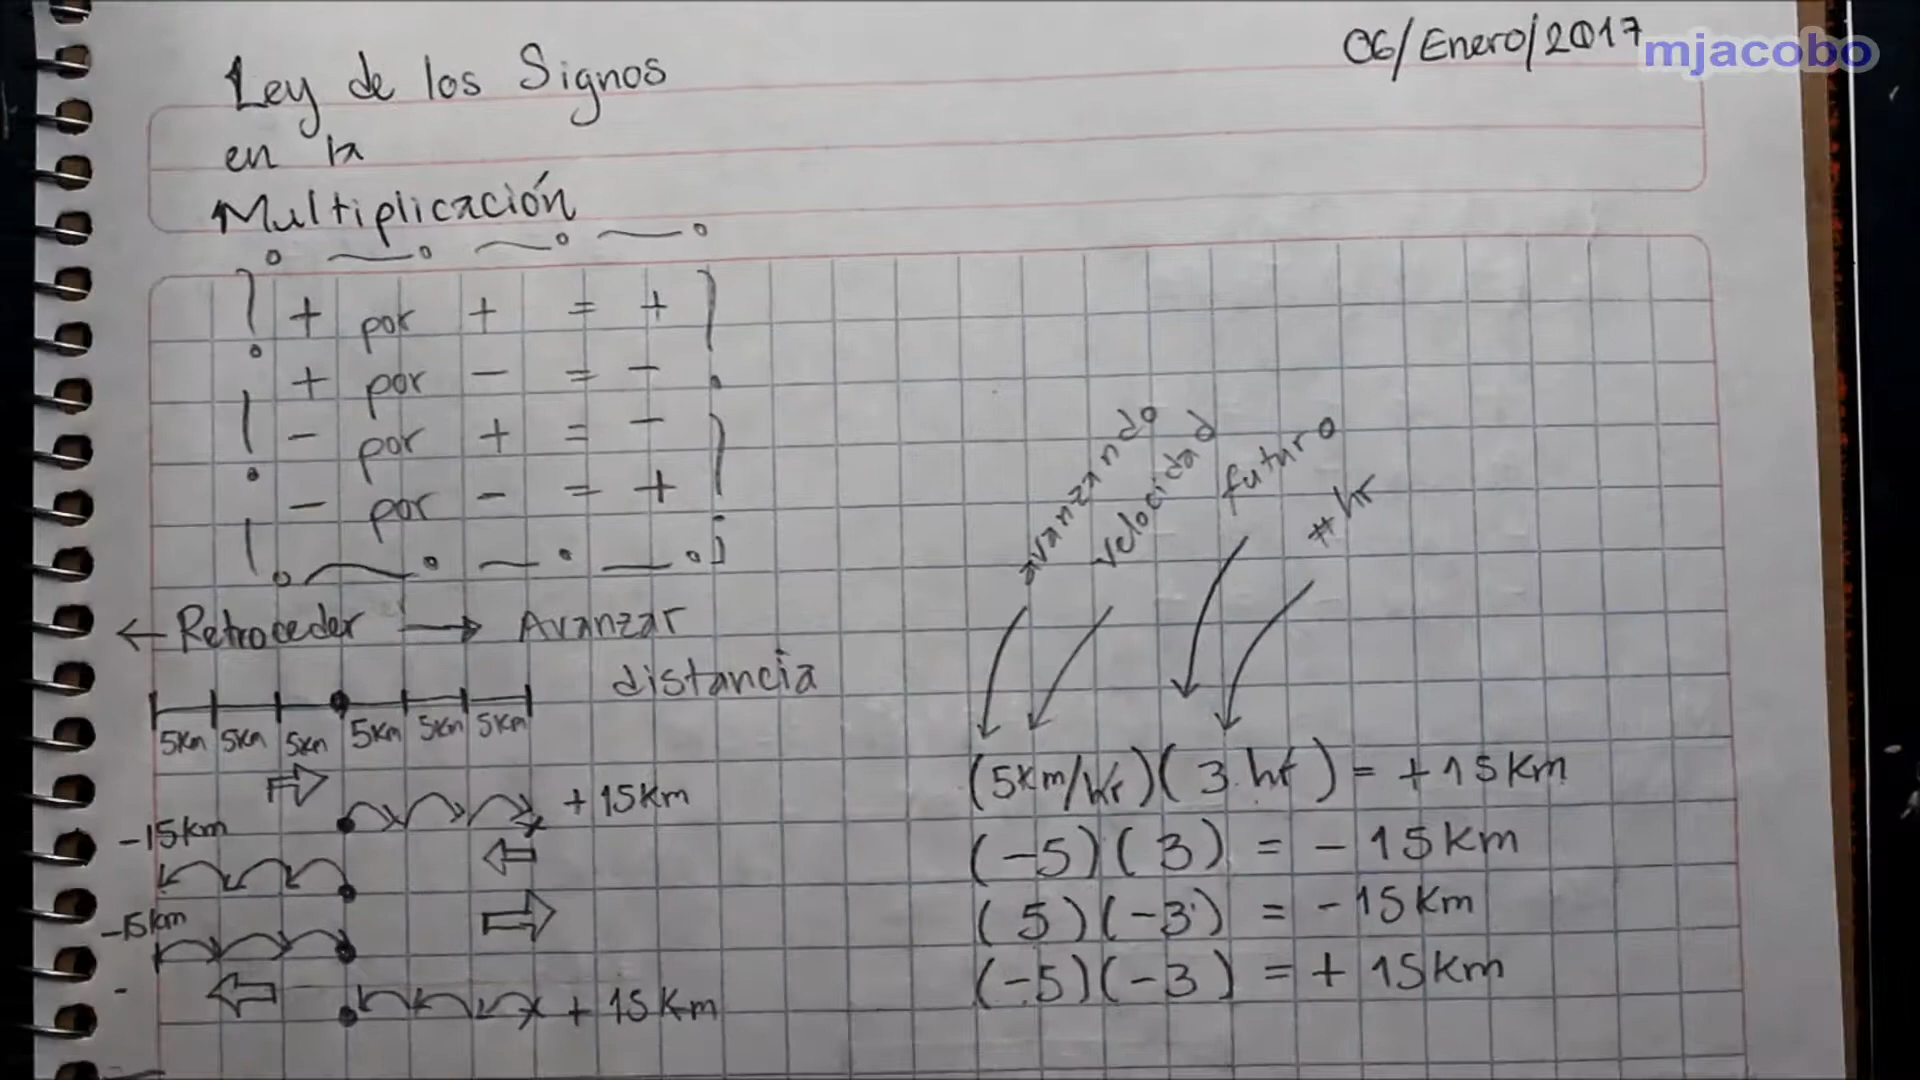 06/Enero/2017
mjacobo
Ley de los Signos
en la
Multiplicación
+ por + = +
+ por - = -
- por + = -
- por - = +
← Retroceder → Avanzar
distancia
5km 5km 5km 5km 5km 5km
+15km
-15km
-15km
+ 15km
avanzando
velocidad
futuro
# hr
(5km/hr)(3 hr) = +15km
(-5)(3) = - 15km
(5)(-3) = -15km
(-5)(-3) = + 15km